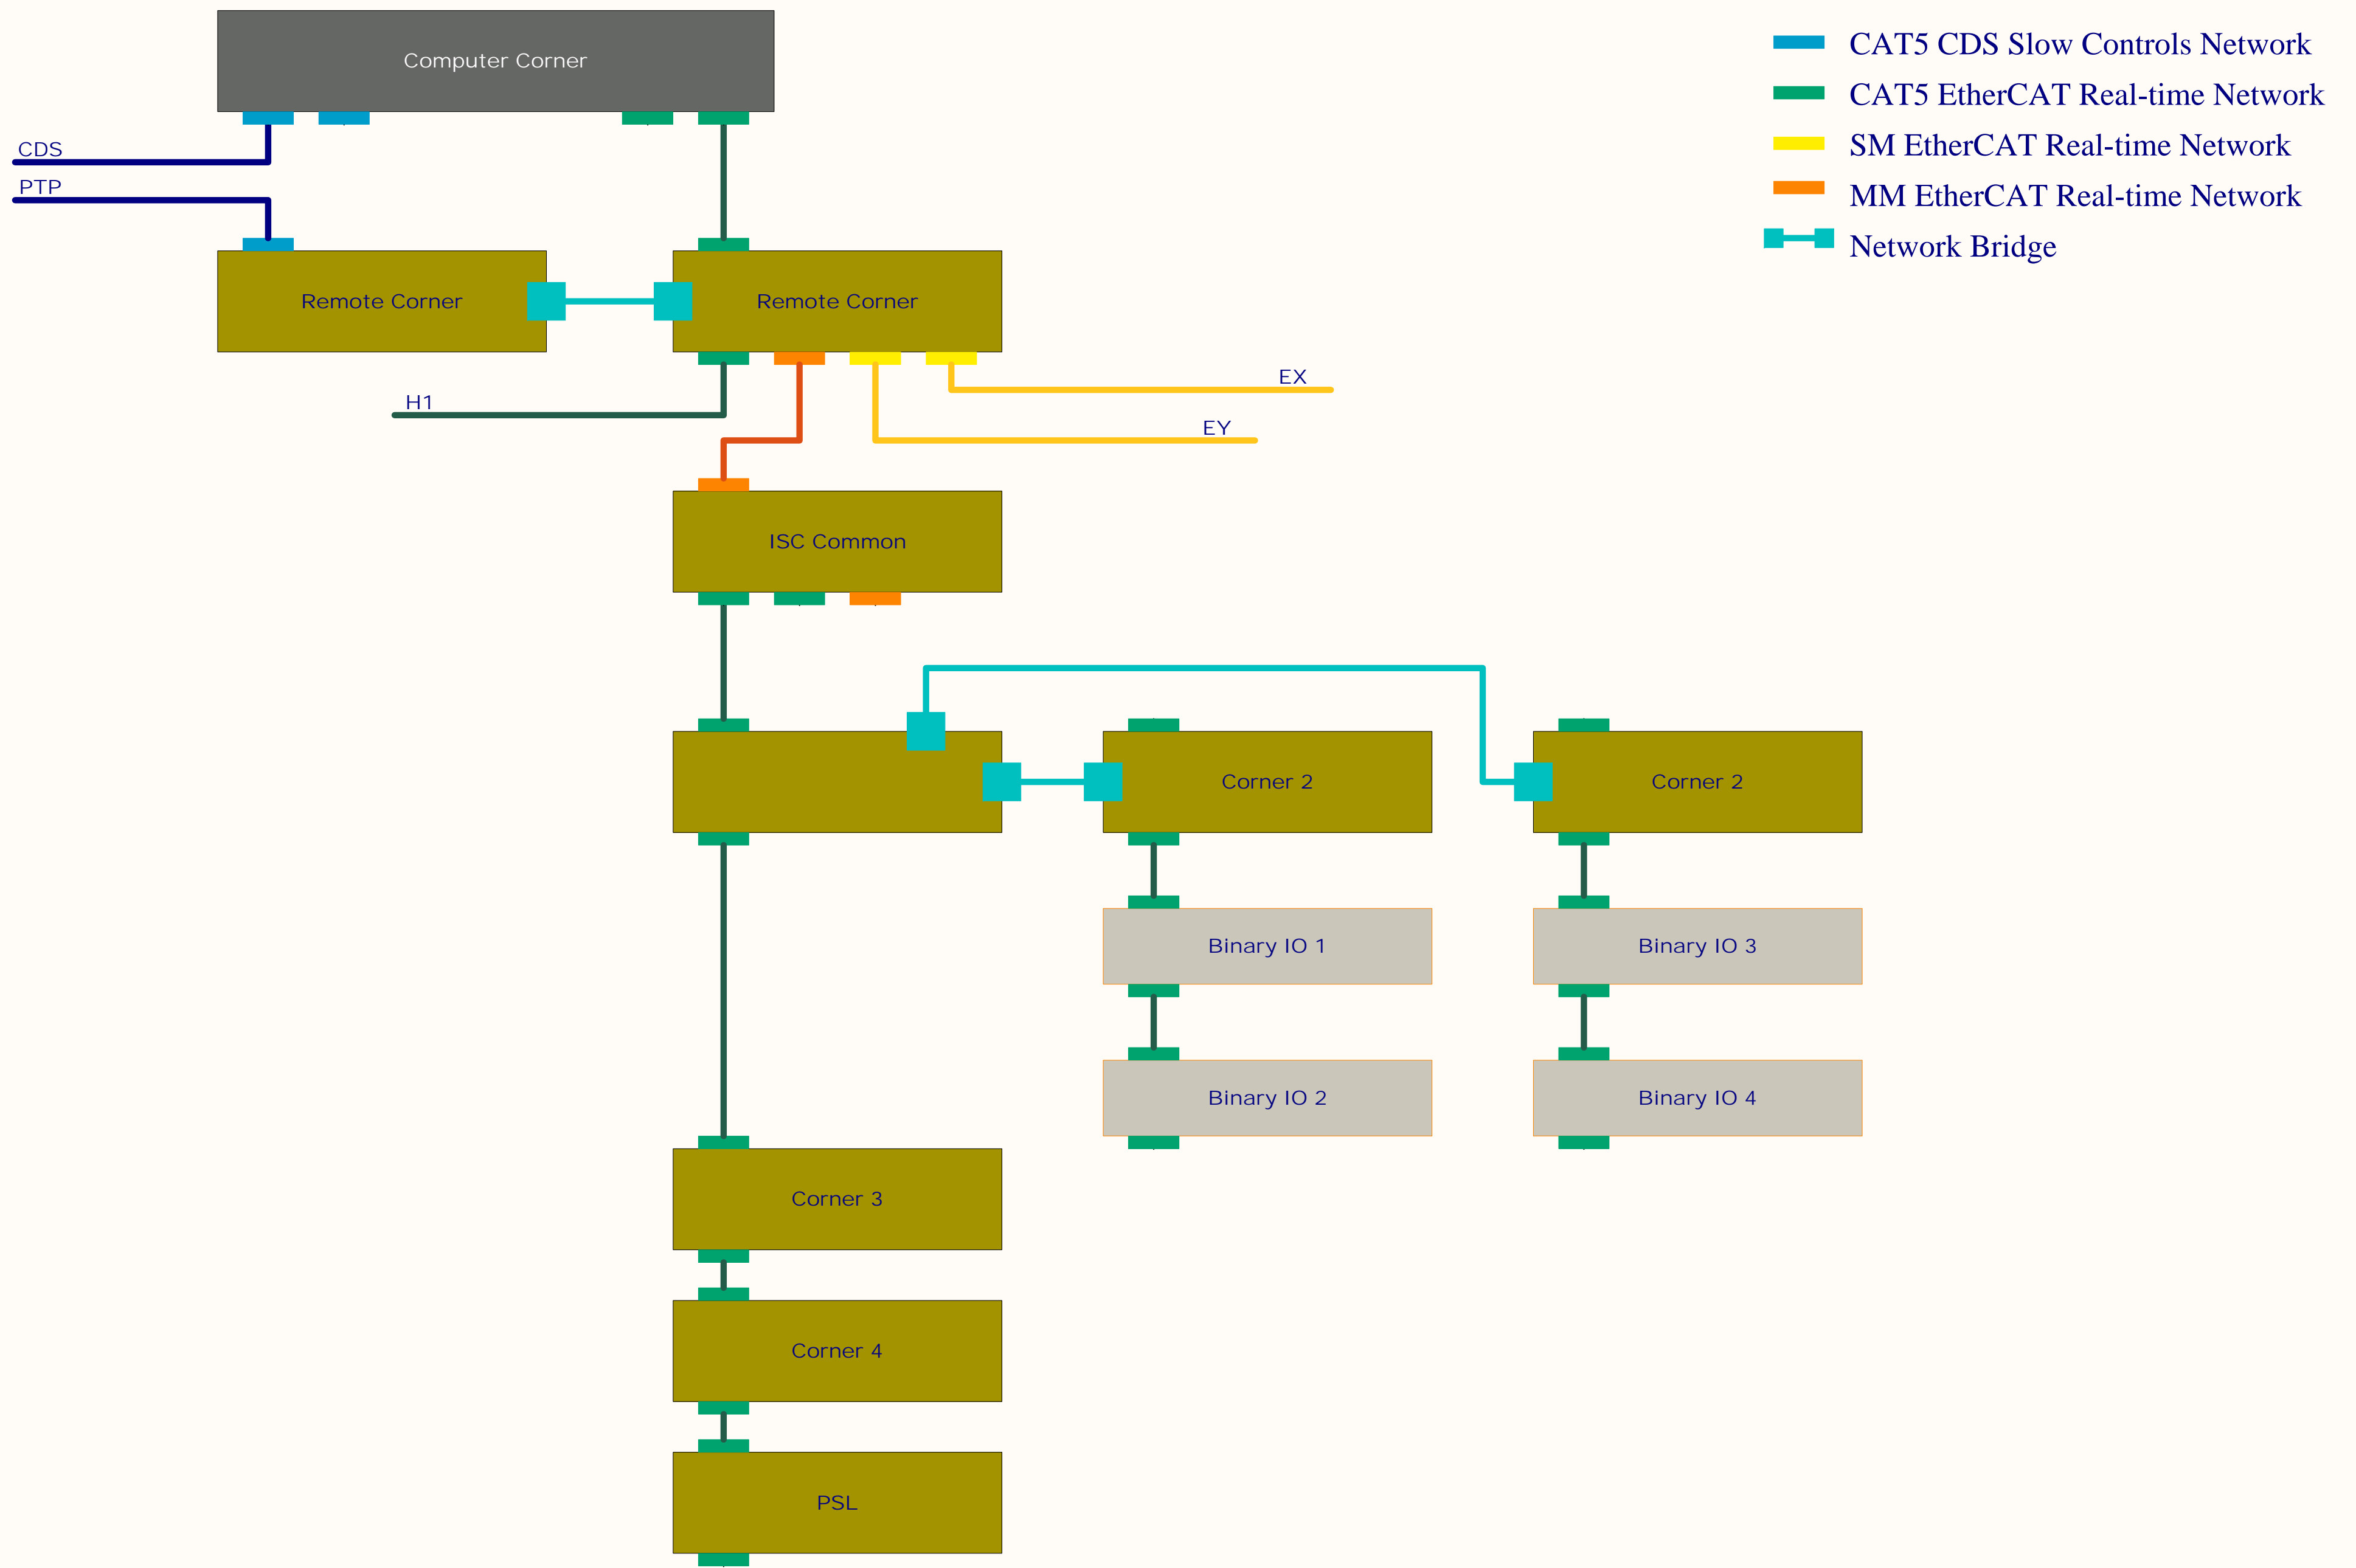 Computer Corner
CAT5 CDS Slow Controls Network
CAT5 EtherCAT Real-time Network
SM EtherCAT Real-time Network
MM EtherCAT Real-time Network
Network Bridge
CDS
PTP
Remote Corner
Remote Corner
EX
H1
EY
ISC Common
Corner 2
Corner 2
Binary IO 1
Binary IO 3
Binary IO 2
Binary IO 4
Corner 3
Corner 4
PSL